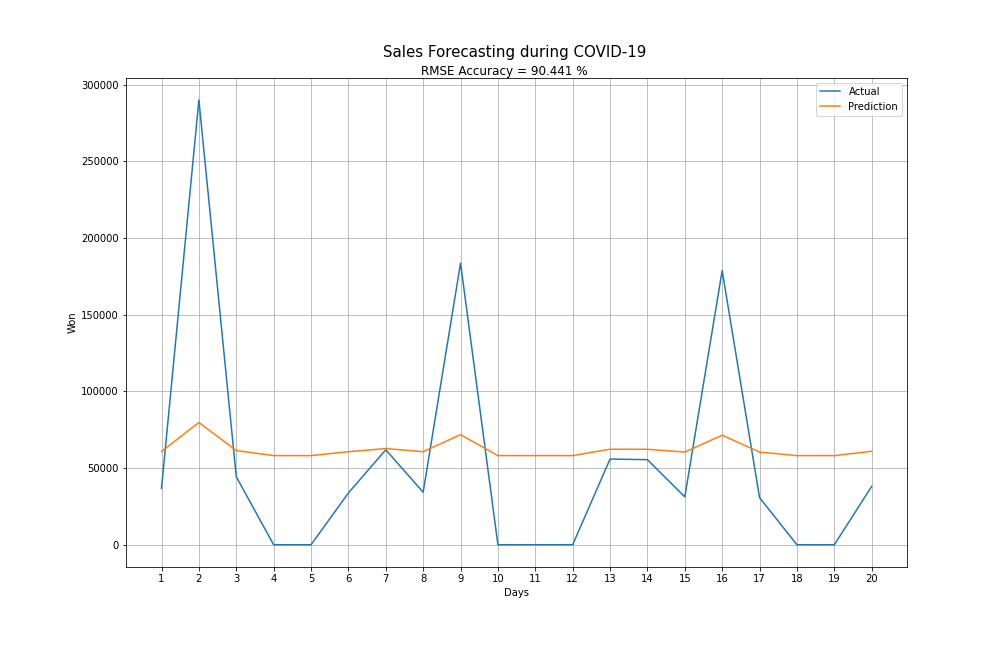 Sales Forecasting during COVID-19
RMSE Accuracy = 90.441 %
Actual
Prediction
300000
250000
200000
150000
100000
50000
0
Won
1 2 3 4 5 6 7 8 9 10 11 12 13 14 15 16 17 18 19 20
Days